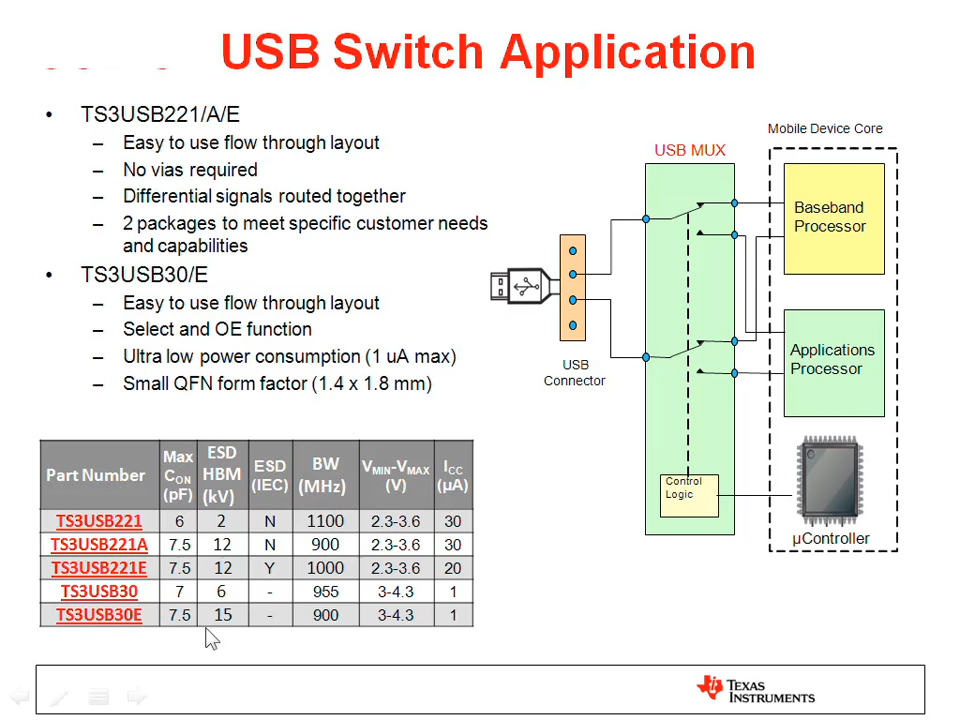 USB Switch Application
• TS3USB221/A/E
– Easy to use flow through layout
– No vias required
– Differential signals routed together
– 2 packages to meet specific customer needs
and capabilities
• TS3USB30/E
– Easy to use flow through layout
– Select and OE function
– Ultra low power consumption (1 uA max)
– Small QFN form factor (1.4 x 1.8 mm)
Mobile Device Core
USB MUX
Baseband
Processor
Applications
Processor
USB
Connector
Control
Logic
µController
Part Number Max CON (pF) ESD HBM (kV) ESD (IEC) BW (MHz) VMIN-VMAX (V) ICC (µA)
TS3USB221 6 2 N 1100 2.3-3.6 30
TS3USB221A 7.5 12 N 900 2.3-3.6 30
TS3USB221E 7.5 12 Y 1000 2.3-3.6 20
TS3USB30 7 6 - 955 3-4.3 1
TS3USB30E 7.5 15 - 900 3-4.3 1
TEXAS
INSTRUMENTS